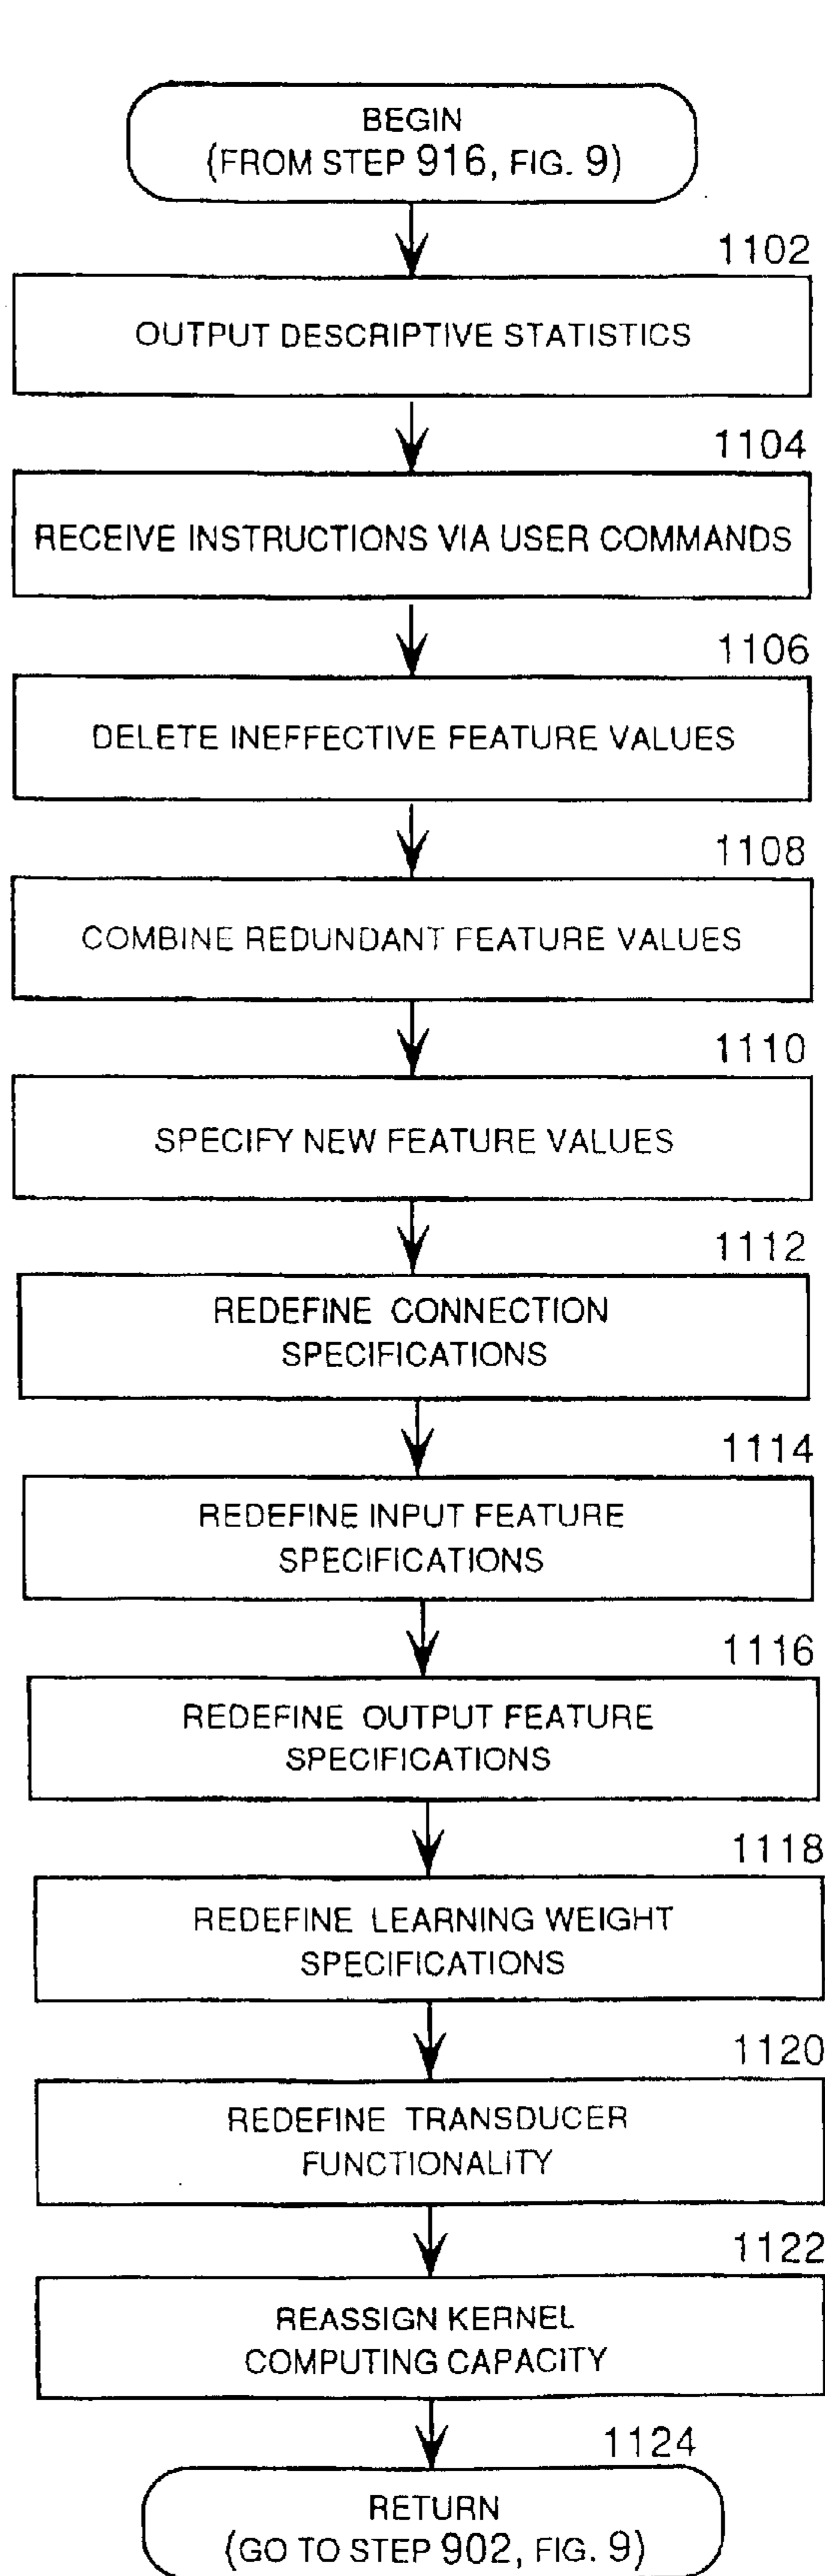 BEGIN
(FROM STEP 916, FIG. 9)
1102
OUTPUT DESCRIPTIVE STATISTICS
1104
RECEIVE INSTRUCTIONS VIA USER COMMANDS
1106
DELETE INEFFECTIVE FEATURE VALUES
1108
COMBINE REDUNDANT FEATURE VALUES
1110
SPECIFY NEW FEATURE VALUES
1112
REDEFINE CONNECTION
SPECIFICATIONS
1114
REDEFINE INPUT FEATURE
SPECIFICATIONS
1116
REDEFINE OUTPUT FEATURE
SPECIFICATIONS
1118
REDEFINE LEARNING WEIGHT
SPECIFICATIONS
1120
REDEFINE TRANSDUCER
FUNCTIONALITY
1122
REASSIGN KERNEL
COMPUTING CAPACITY
1124
RETURN
(GO TO STEP 902, FIG. 9)